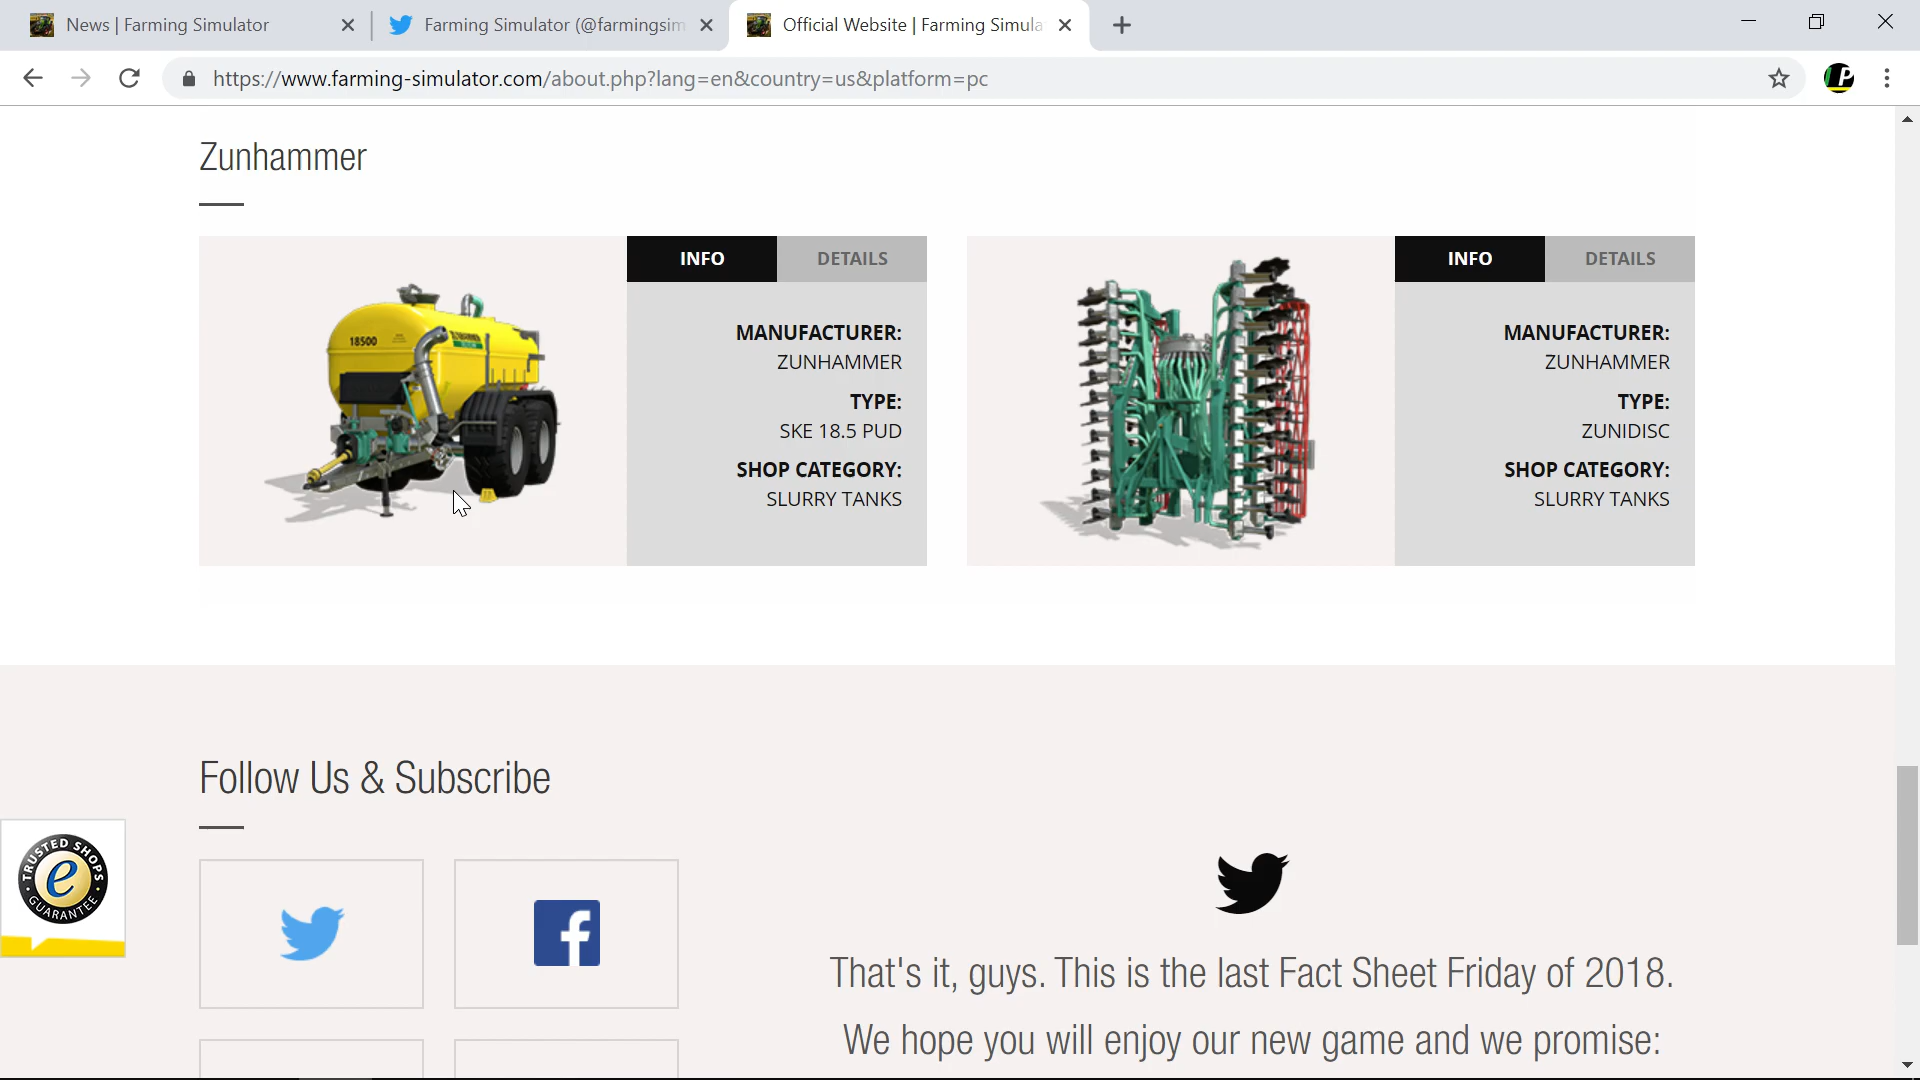 News | Farming Simulator
Farming Simulator (@farmingsim
Official Website | Farming Simula
https://www.farming-simulator.com/about.php?lang=en&country=us&platform=pc
Zunhammer
INFO
DETAILS
MANUFACTURER:
ZUNHAMMER
TYPE:
SKE 18.5 PUD
SHOP CATEGORY:
SLURRY TANKS
18500
INFO
DETAILS
MANUFACTURER:
ZUNHAMMER
TYPE:
ZUNIDISC
SHOP CATEGORY:
SLURRY TANKS
Follow Us & Subscribe
TRUSTED SHOPS
e
GUARANTEE
That's it, guys. This is the last Fact Sheet Friday of 2018.
We hope you will enjoy our new game and we promise: